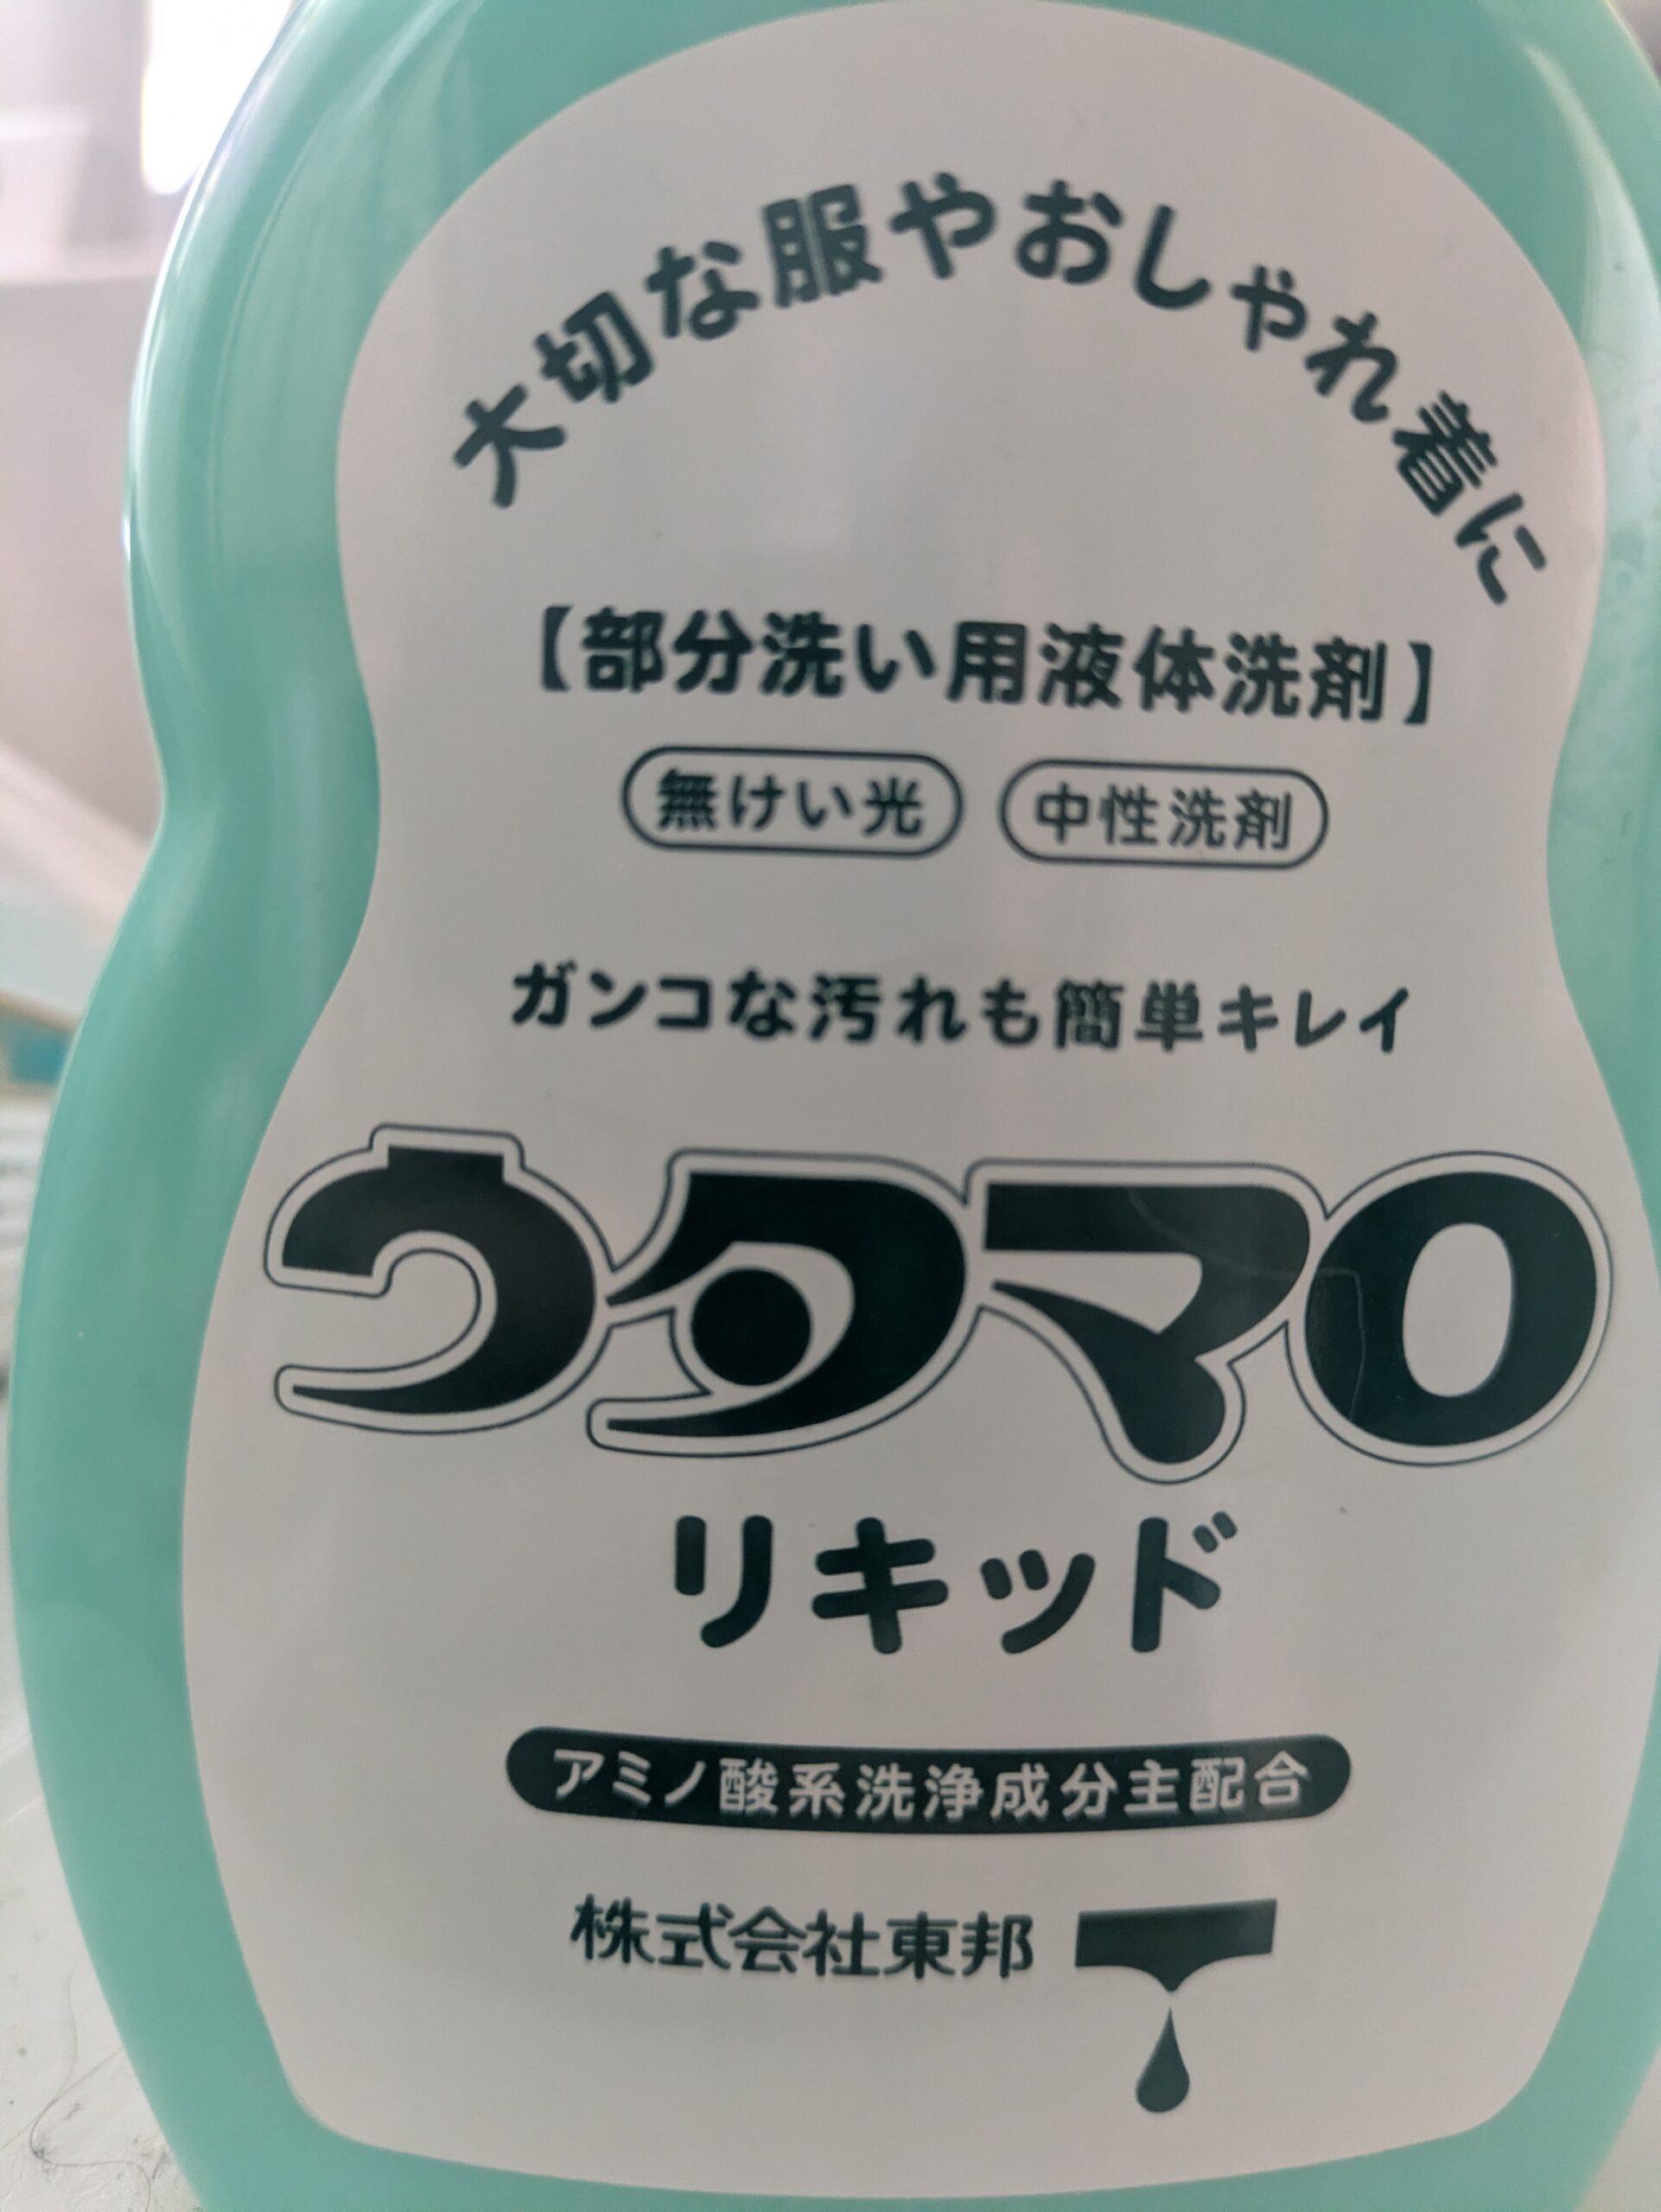 大切な服やおしゃれ着に
【部分洗い用液体洗剤】
無けい光 中性洗剤
ガンコな汚れも簡単キレイ
ウタマロ
リキッド
アミノ酸系洗浄成分主配合
株式会社東邦